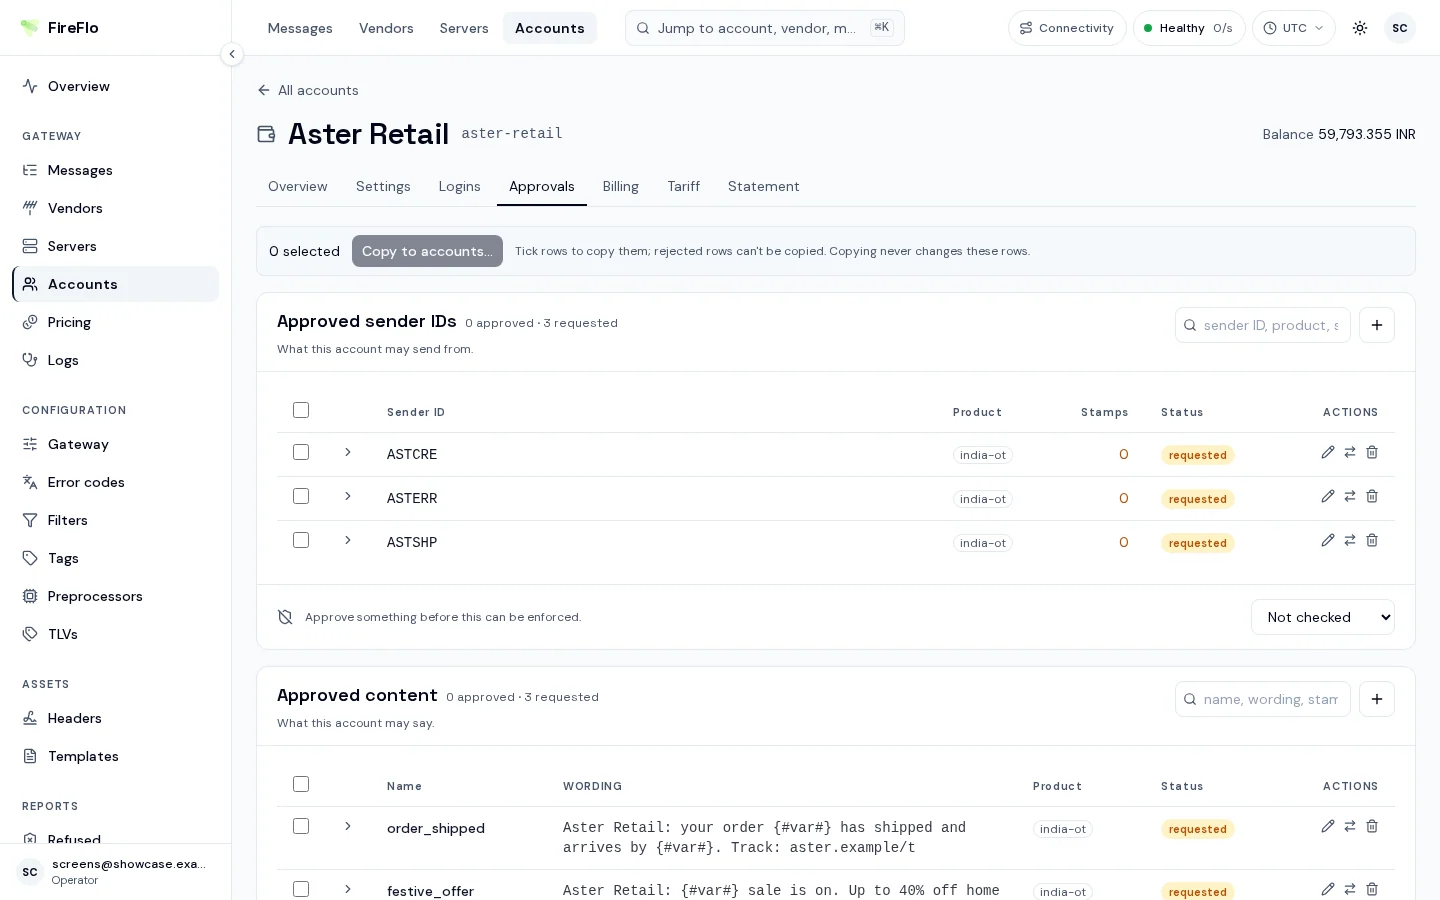 FireFlo
Messages
Vendors
Servers
Accounts
Jump to account, vendor, m...
⌘K
Connectivity
Healthy 0/s
UTC
SC
Overview
GATEWAY
Messages
Vendors
Servers
Accounts
Pricing
Logs
CONFIGURATION
Gateway
Error codes
Filters
Tags
Preprocessors
TLVs
ASSETS
Headers
Templates
REPORTS
Refused
SC
screens@showcase.exa...
Operator
All accounts
Aster Retail aster-retail
Balance 59,793.355 INR
Overview Settings Logins Approvals Billing Tariff Statement
0 selected Copy to accounts... Tick rows to copy them; rejected rows can't be copied. Copying never changes these rows.
Approved sender IDs 0 approved · 3 requested
What this account may send from.
sender ID, product, s
Sender ID Product Stamps Status ACTIONS
ASTCRE india-ot 0 requested
ASTERR india-ot 0 requested
ASTSHP india-ot 0 requested
Approve something before this can be enforced.
Not checked
Approved content 0 approved · 3 requested
What this account may say.
name, wording, stam
Name WORDING Product Status ACTIONS
order_shipped Aster Retail: your order {#var#} has shipped and india-ot requested
arrives by {#var#}. Track: aster.example/t
festive_offer Aster Retail: {#var#} sale is on. Up to 40% off home india-ot requested